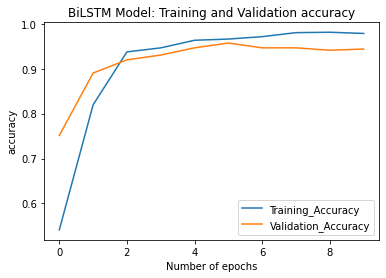 BiLSTM Model: Training and Validation accuracy
1.0
0.9
0.8
0.7
0.6
accuracy
0 2 4 6 8
Number of epochs
Training_Accuracy
Validation_Accuracy